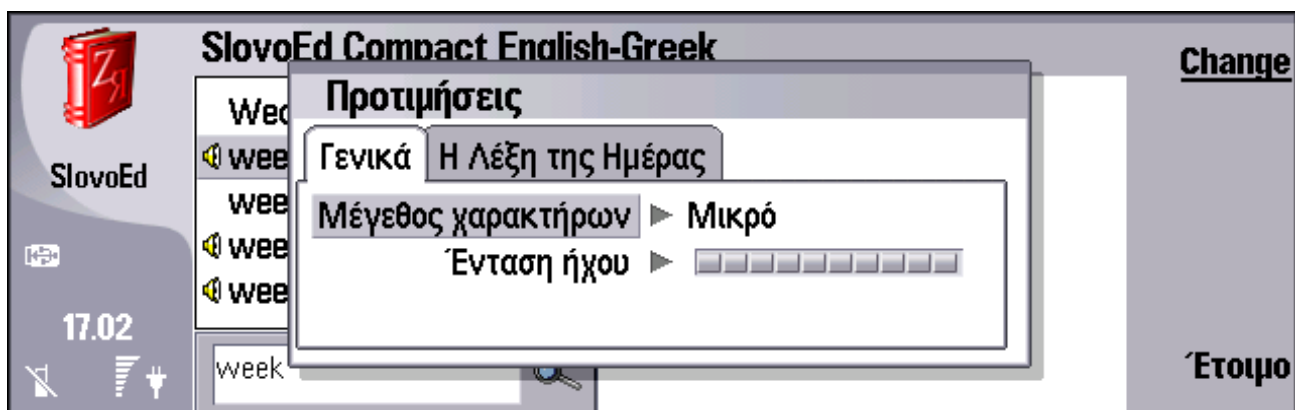 SlovoEd Compact English-Greek
Change
SlovoEd
17.02
Προτιμήσεις
Γενικά
Η Λέξη της Ημέρας
Μέγεθος χαρακτήρων
Μικρό
Ένταση ήχου
week
Έτοιμο